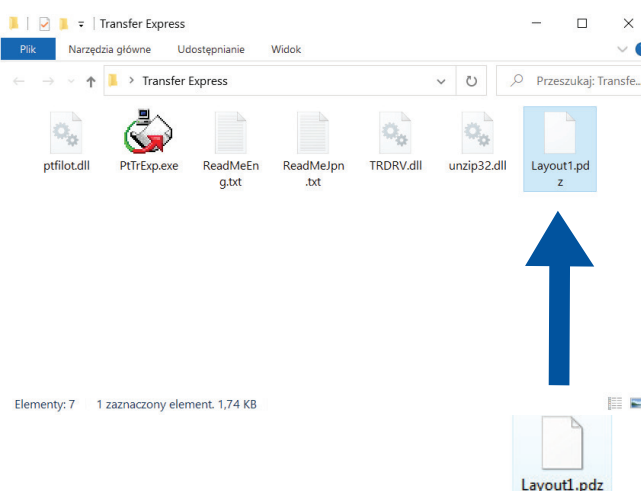 Transfer Express
Plik Narzędzia główne Udostępnianie Widok
Transfer Express
Przeszukaj: Transfe...
ptfilot.dll
PtTrExp.exe
ReadMeEn
g.txt
ReadMeJpn
.txt
TRDRV.dll
unzip32.dll
Layout1.pd
z
Elementy: 7 1 zaznaczony element. 1,74 KB
Layout1.pdz